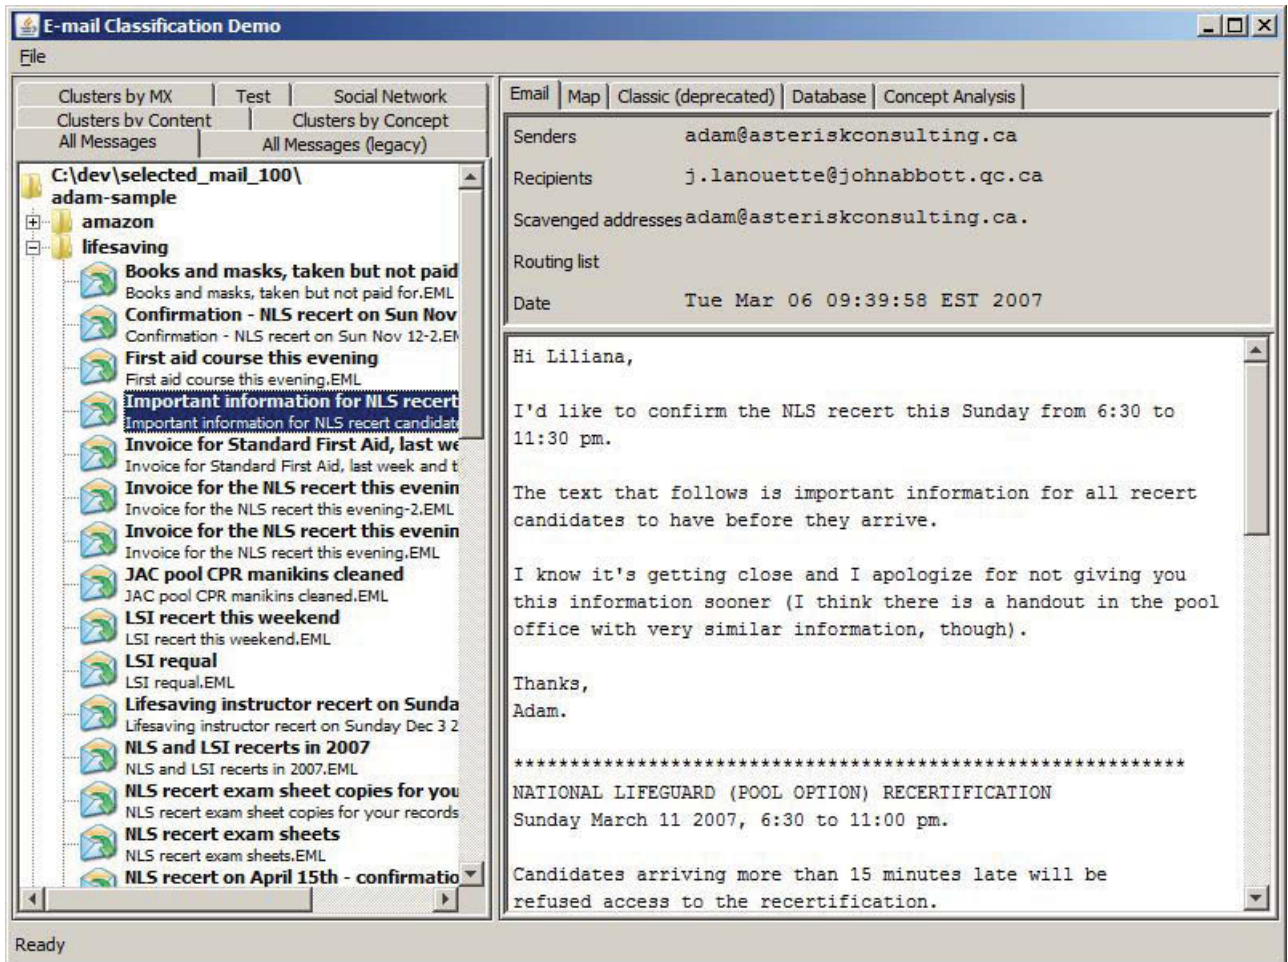 E-mail Classification Demo
File
Clusters by MX Test Social Network
Clusters by Content Clusters by Concept
All Messages All Messages (legacy)
C:\dev\selected_mail_100\
adam-sample
amazon
lifesaving
Books and masks, taken but not paid
Books and masks, taken but not paid for.EML
Confirmation - NLS recert on Sun Nov
Confirmation - NLS recert on Sun Nov 12-2.EM
First aid course this evening
First aid course this evening.EML
Important information for NLS recert
Important information for NLS recert candidate
Invoice for Standard First Aid, last we
Invoice for Standard First Aid, last week and t
Invoice for the NLS recert this evenin
Invoice for the NLS recert this evening-2.EML
Invoice for the NLS recert this evenin
Invoice for the NLS recert this evening.EML
JAC pool CPR manikins cleaned
JAC pool CPR manikins cleaned.EML
LSI recert this weekend
LSI recert this weekend.EML
LSI requal
LSI requal.EML
Lifesaving instructor recert on Sunda
Lifesaving instructor recert on Sunday Dec 3 2
NLS and LSI recerts in 2007
NLS and LSI recerts in 2007.EML
NLS recert exam sheet copies for you
NLS recert exam sheet copies for your records
NLS recert exam sheets
NLS recert exam sheets.EML
NLS recert on April 15th - confirmatio
Email Map Classic (deprecated) Database Concept Analysis
Senders adam@asteriskconsulting.ca
Recipients j.lanouette@johnabbott.qc.ca
Scavenged addresses adam@asteriskconsulting.ca.
Routing list
Date Tue Mar 06 09:39:58 EST 2007
Hi Liliana,
I'd like to confirm the NLS recert this Sunday from 6:30 to
11:30 pm.
The text that follows is important information for all recert
candidates to have before they arrive.
I know it's getting close and I apologize for not giving you
this information sooner (I think there is a handout in the pool
office with very similar information, though).
Thanks,
Adam.
************************************************************
NATIONAL LIFEGUARD (POOL OPTION) RECERTIFICATION
Sunday March 11 2007, 6:30 to 11:00 pm.
Candidates arriving more than 15 minutes late will be
refused access to the recertification.
Ready